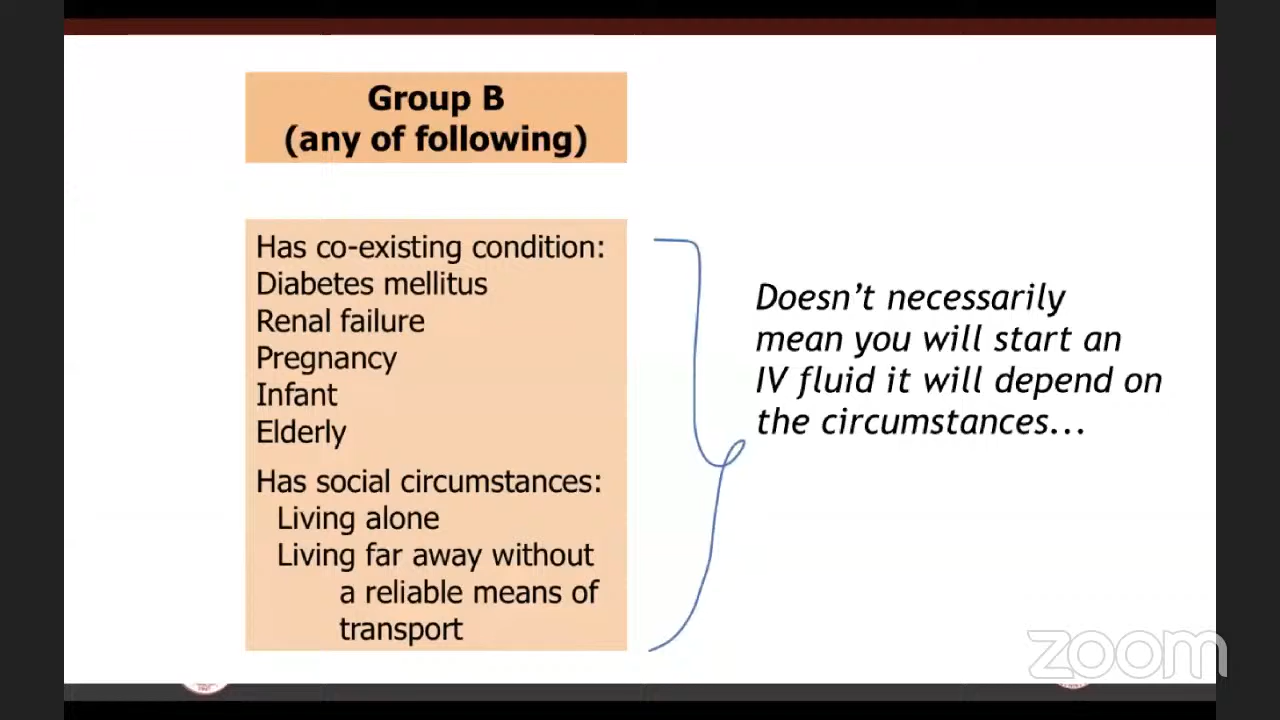 Group B
(any of following)
Has co-existing condition:
Diabetes mellitus
Renal failure
Pregnancy
Infant
Elderly
Has social circumstances:
Living alone
Living far away without
a reliable means of
transport
Doesn't necessarily
mean you will start an
IV fluid it will depend on
the circumstances...
zoom